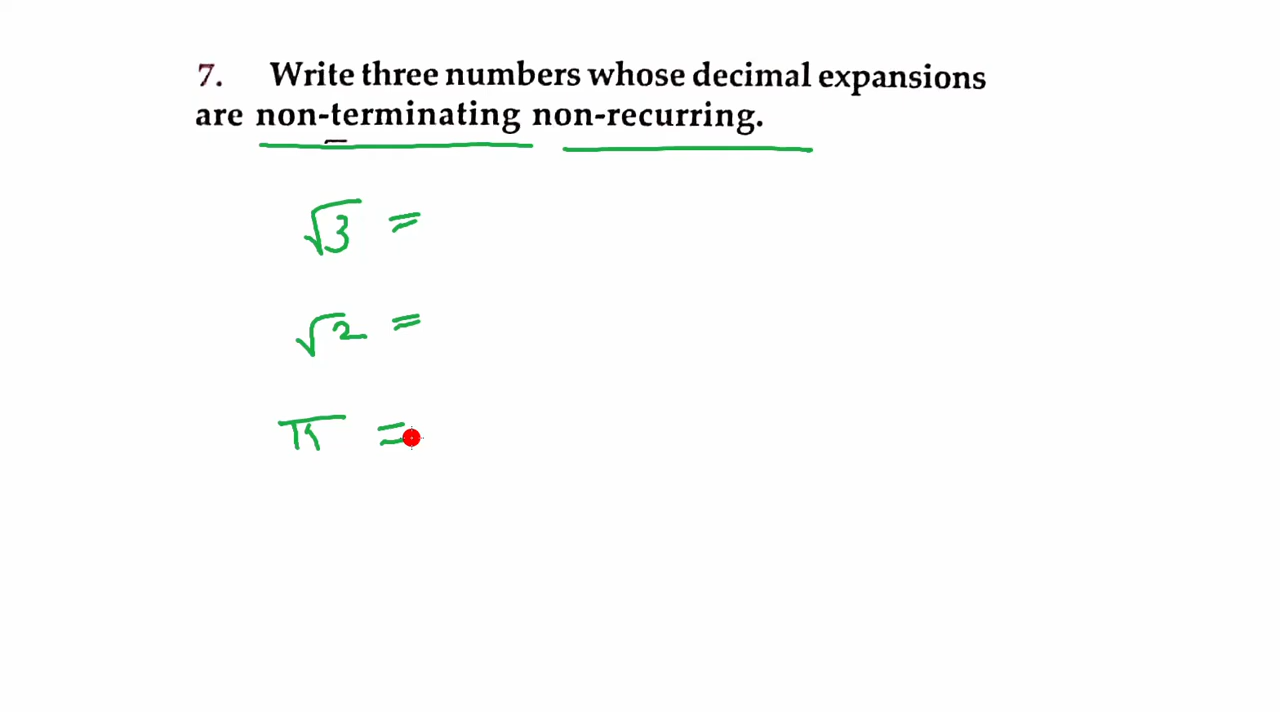 7. Write three numbers whose decimal expansions
are non-terminating non-recurring.
√3 =
√2 =
π =